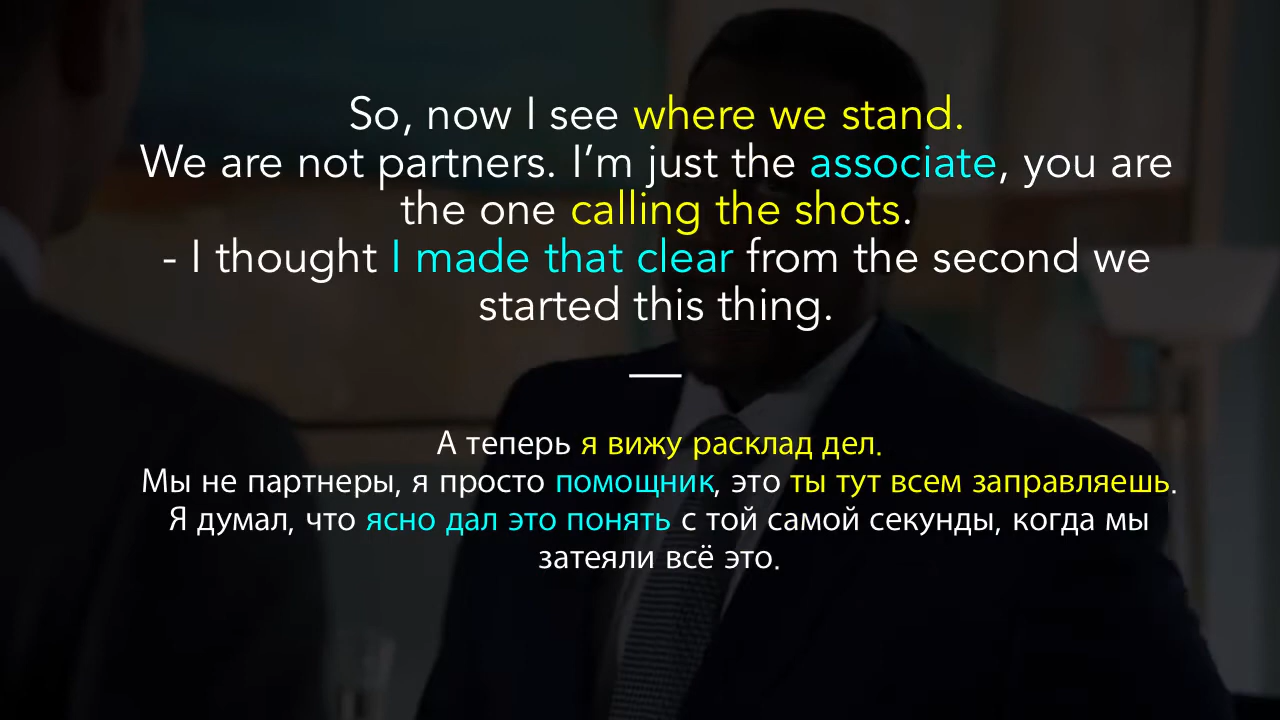 So, now I see where we stand.
We are not partners. I’m just the associate, you are
the one calling the shots.
- I thought I made that clear from the second we
started this thing.
А теперь я вижу расклад дел.
Мы не партнеры, я просто помощник, это ты тут всем заправляешь.
Я думал, что ясно дал это понять с той самой секунды, когда мы
затеяли всё это.